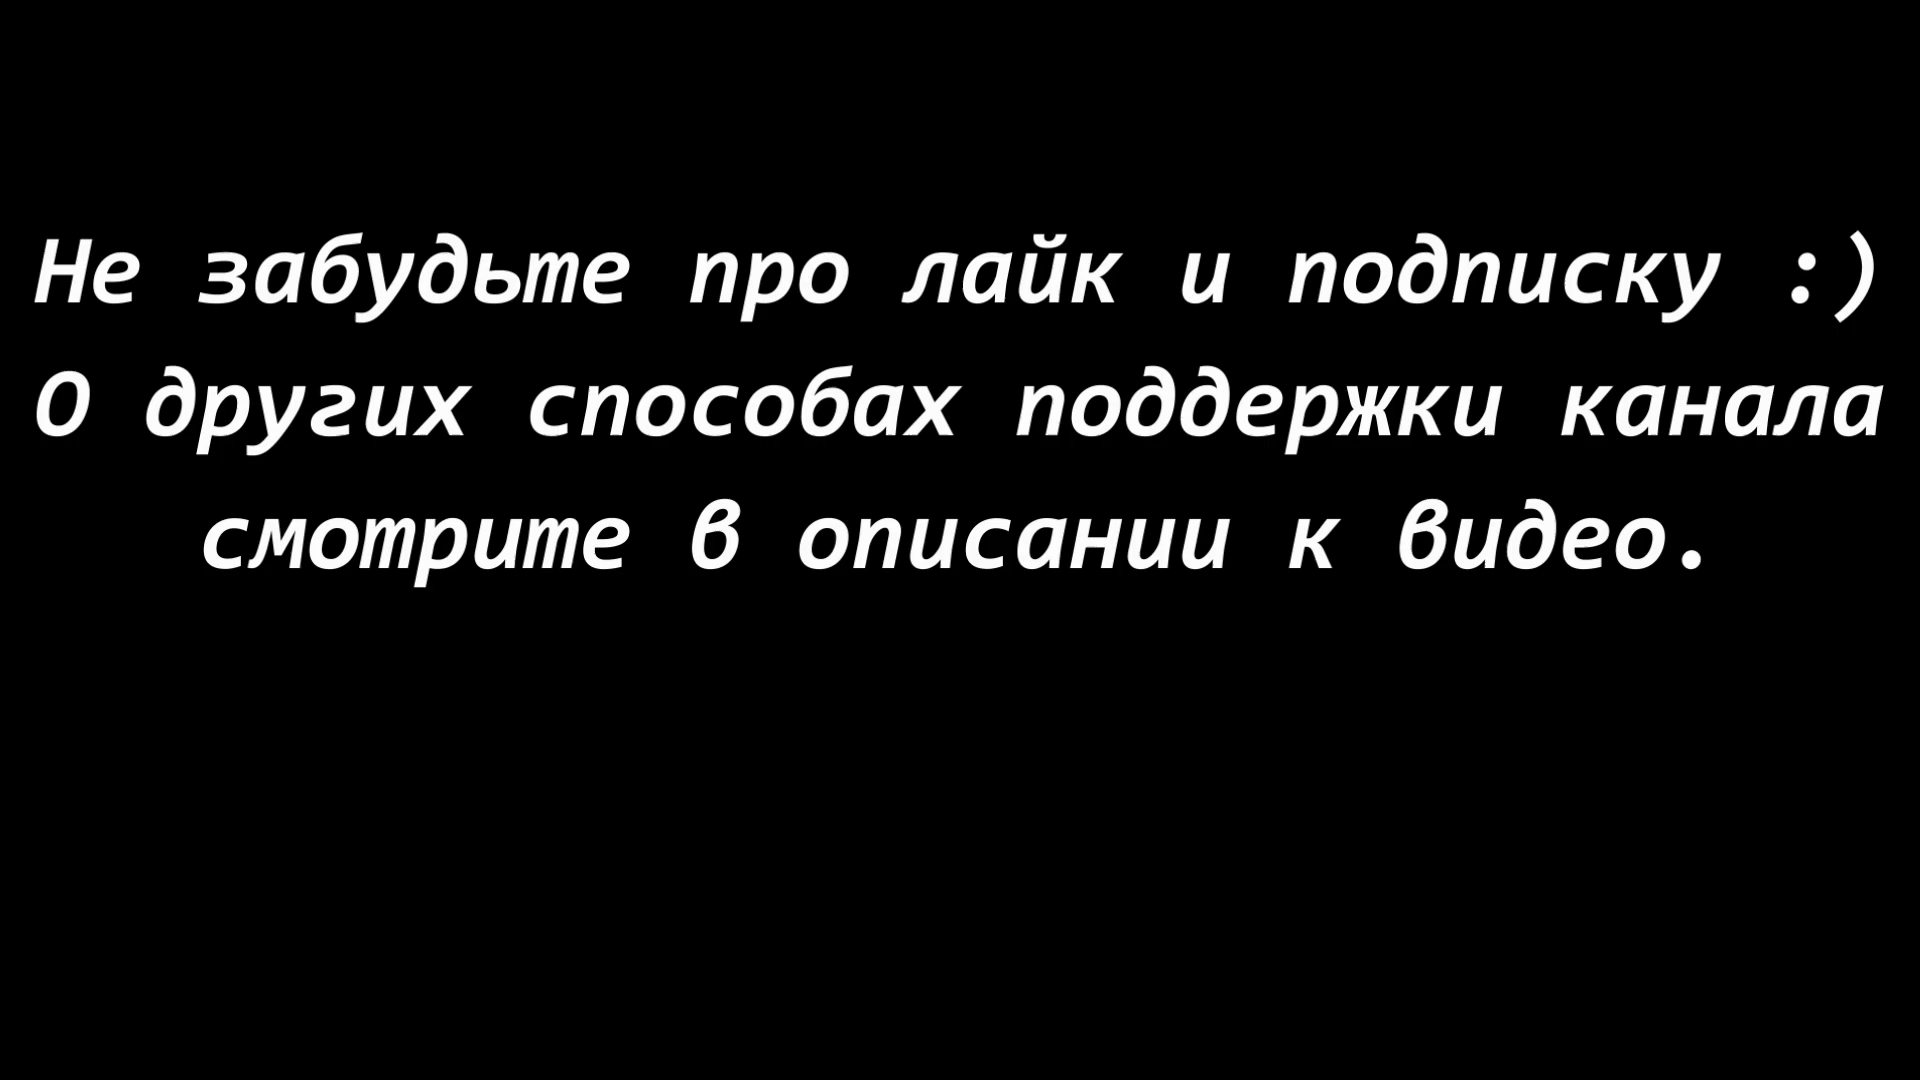 Не забудьте про лайк и подписку :)
О других способах поддержки канала
смотрите в описании к видео.